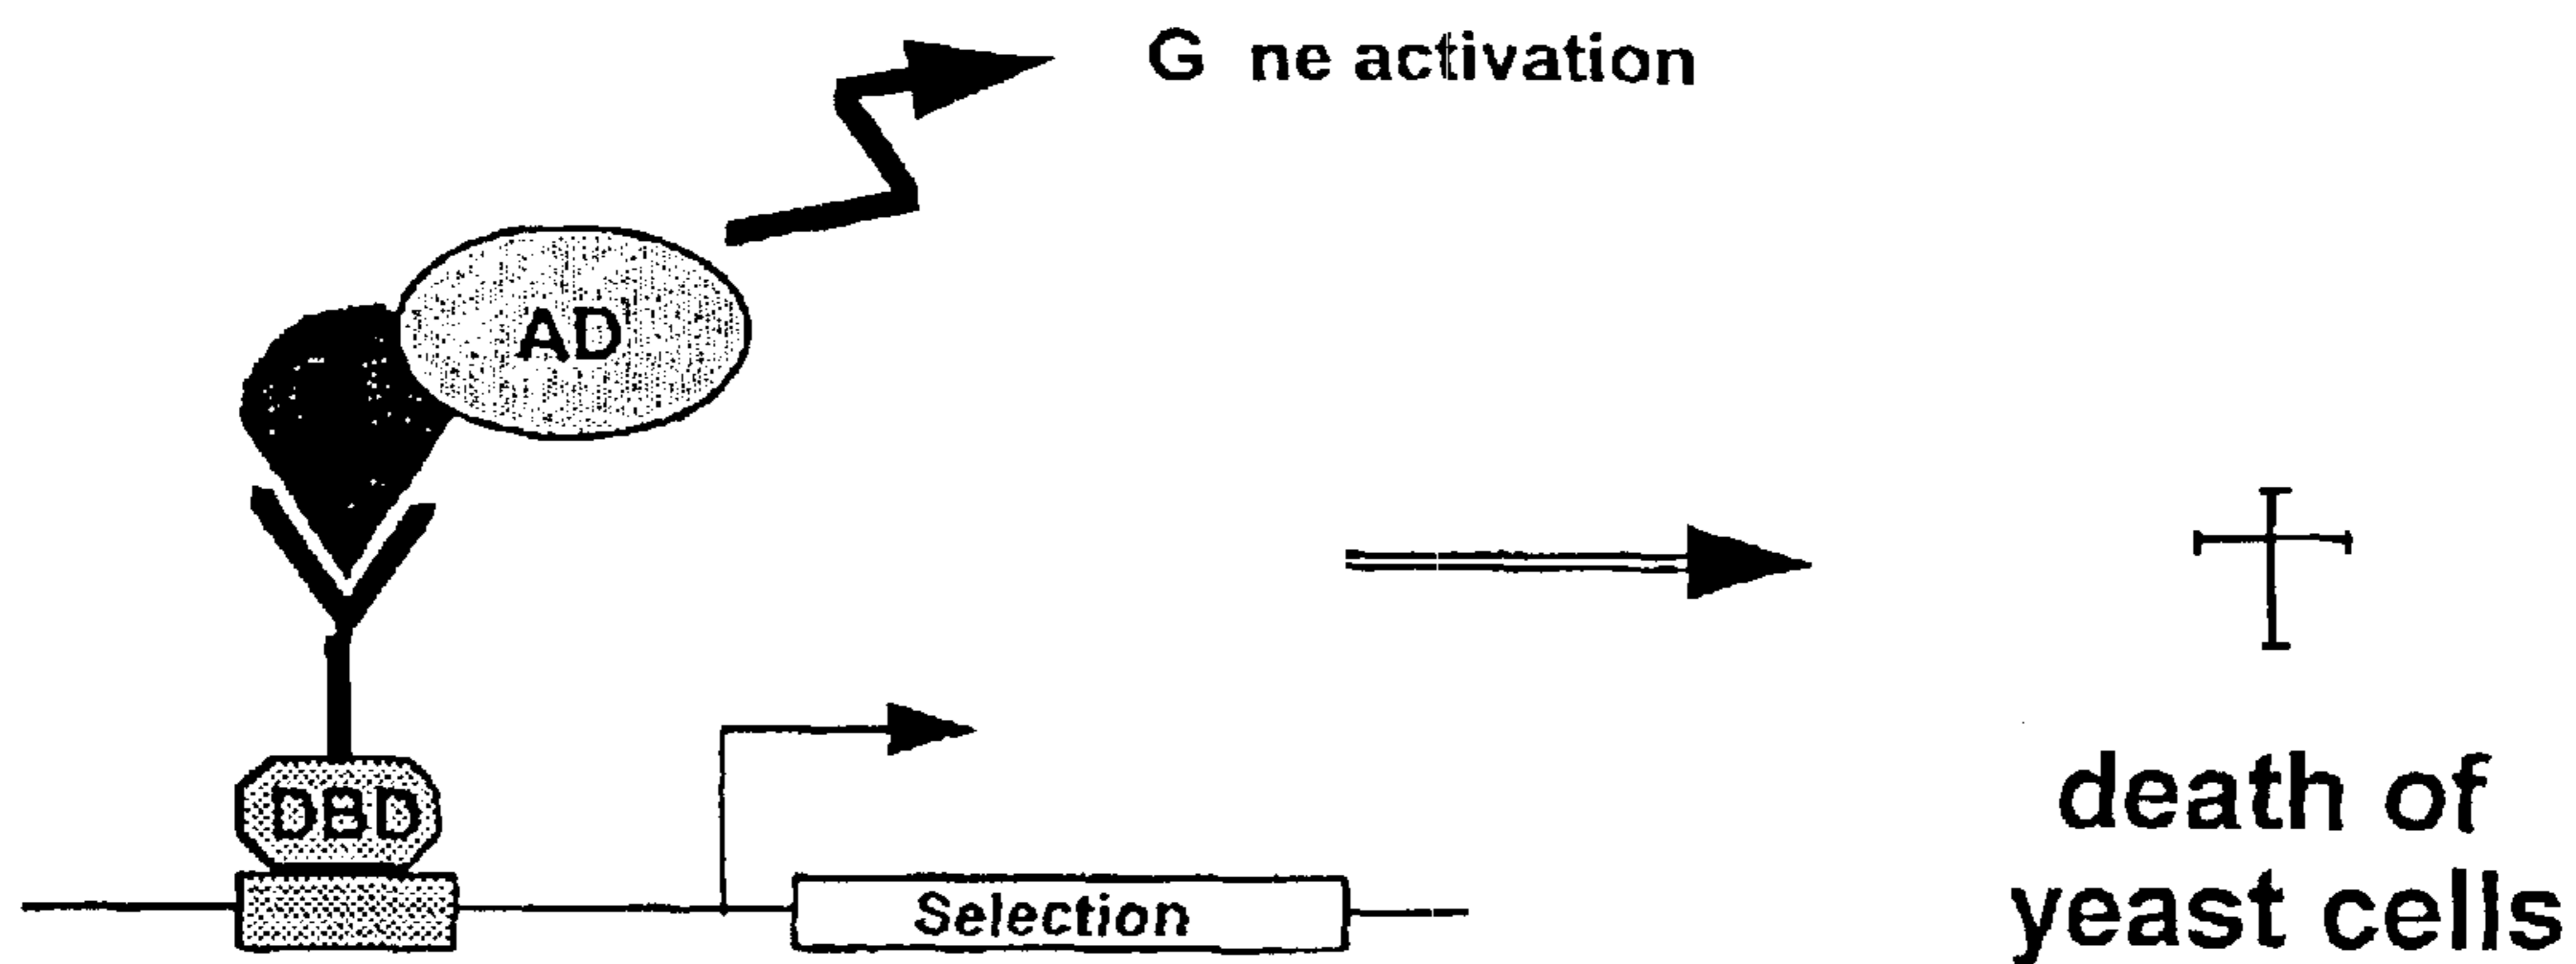 G ne activation
AD
DBD
Selection
death of
yeast cells